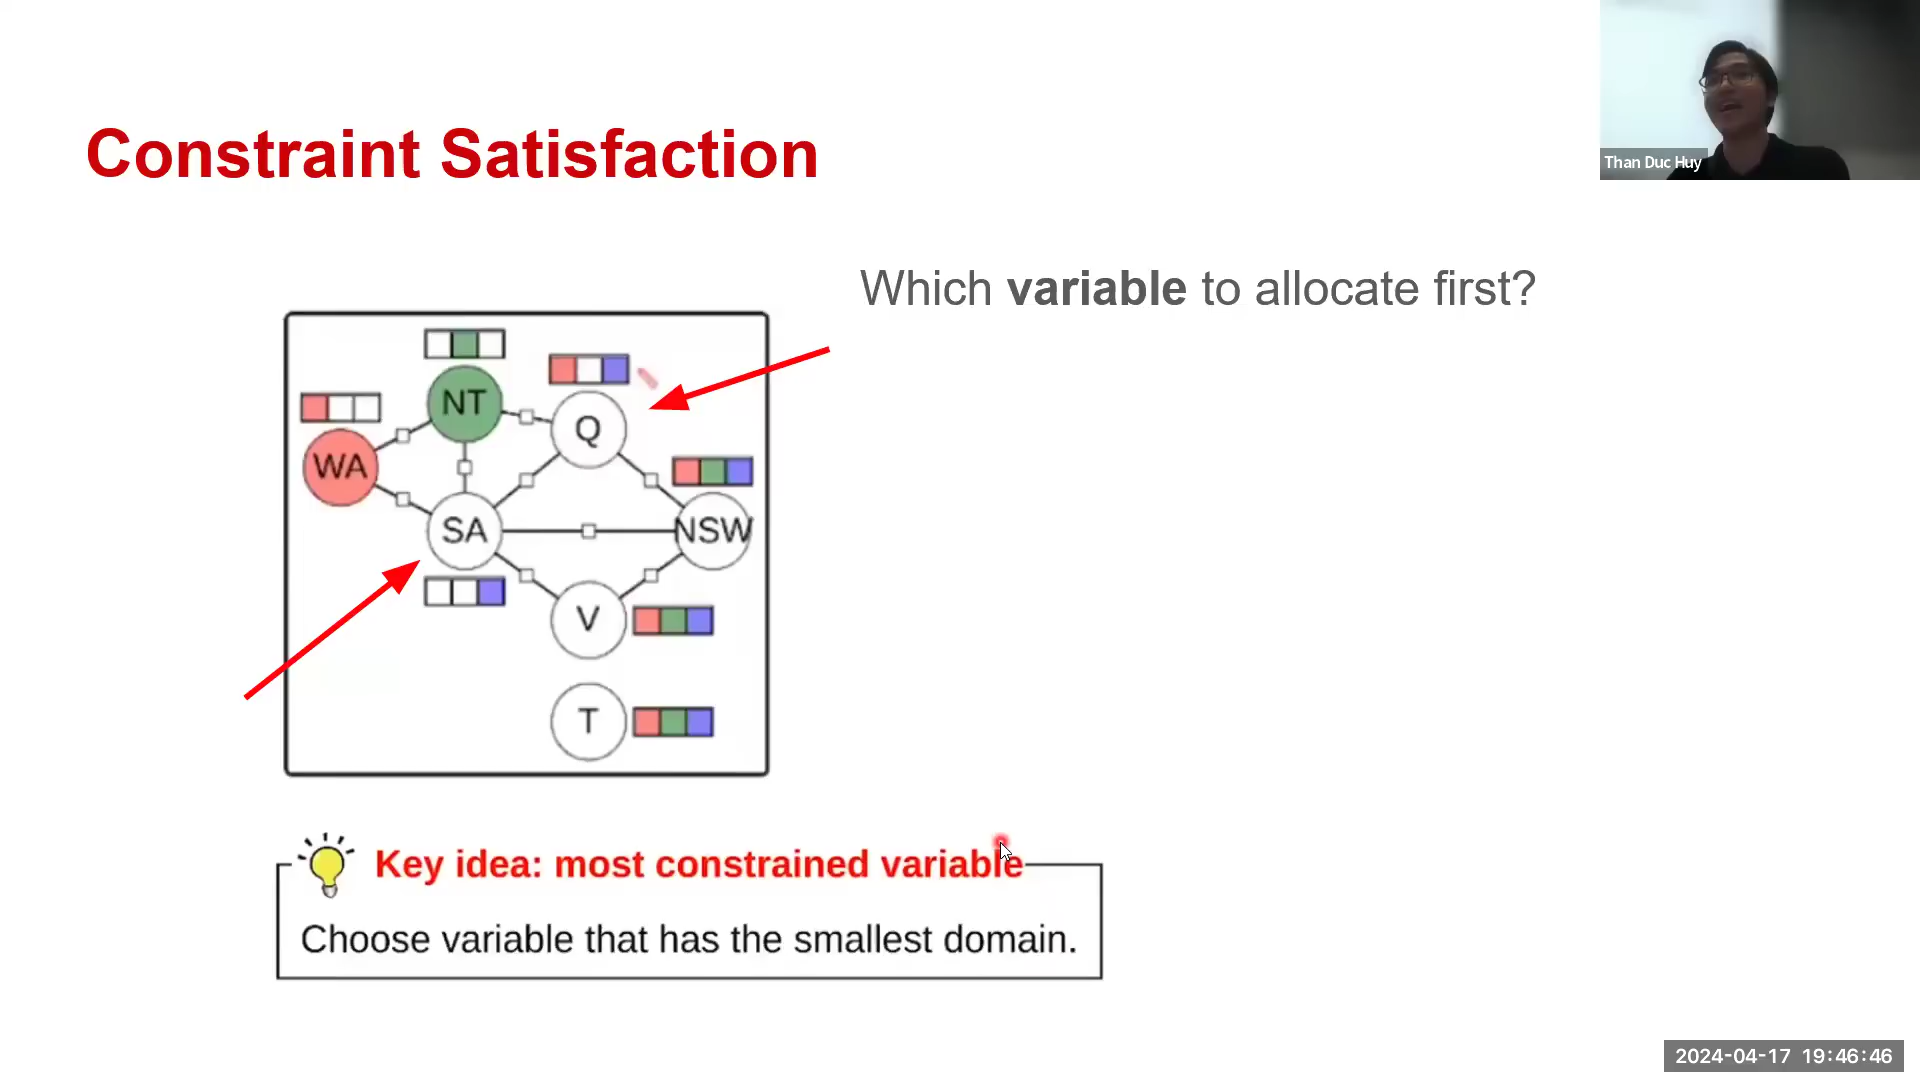 Than Duc Huy
Constraint Satisfaction
Which variable to allocate first?
NT
Q
WA
SA
NSW
V
T
Key idea: most constrained variable
Choose variable that has the smallest domain.
2024-04-17 19:46:46